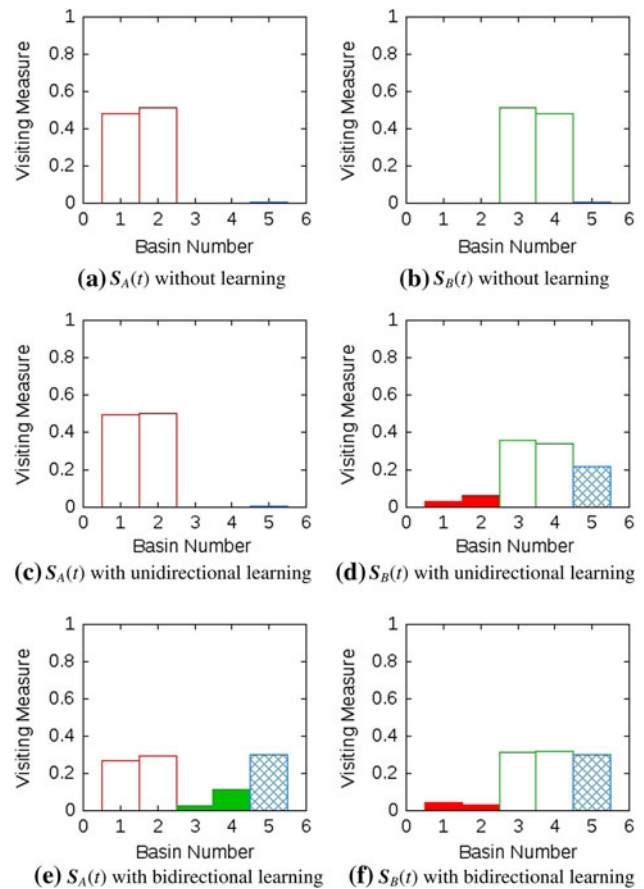 1
0.8
0.6
0.4
0.2
0
Visiting Measure
0 1 2 3 4 5 6
Basin Number
(a) S_A(t) without learning
1
0.8
0.6
0.4
0.2
0
Visiting Measure
0 1 2 3 4 5 6
Basin Number
(b) S_B(t) without learning
1
0.8
0.6
0.4
0.2
0
Visiting Measure
0 1 2 3 4 5 6
Basin Number
(c) S_A(t) with unidirectional learning
1
0.8
0.6
0.4
0.2
0
Visiting Measure
0 1 2 3 4 5 6
Basin Number
(d) S_B(t) with unidirectional learning
1
0.8
0.6
0.4
0.2
0
Visiting Measure
0 1 2 3 4 5 6
Basin Number
(e) S_A(t) with bidirectional learning
1
0.8
0.6
0.4
0.2
0
Visiting Measure
0 1 2 3 4 5 6
Basin Number
(f) S_B(t) with bidirectional learning